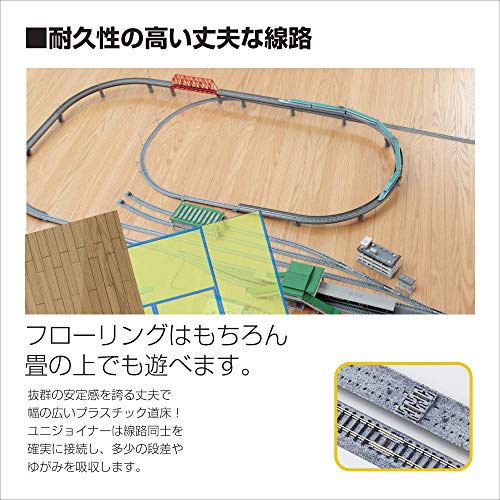 ■耐久性の高い丈夫な線路
フローリングはもちろん
畳の上でも遊べます。
抜群の安定感を誇る丈夫で
幅の広いプラスチック道床！
ユニジョイナーは線路同士を
確実に接続し、多少の段差や
ゆがみを吸収します。